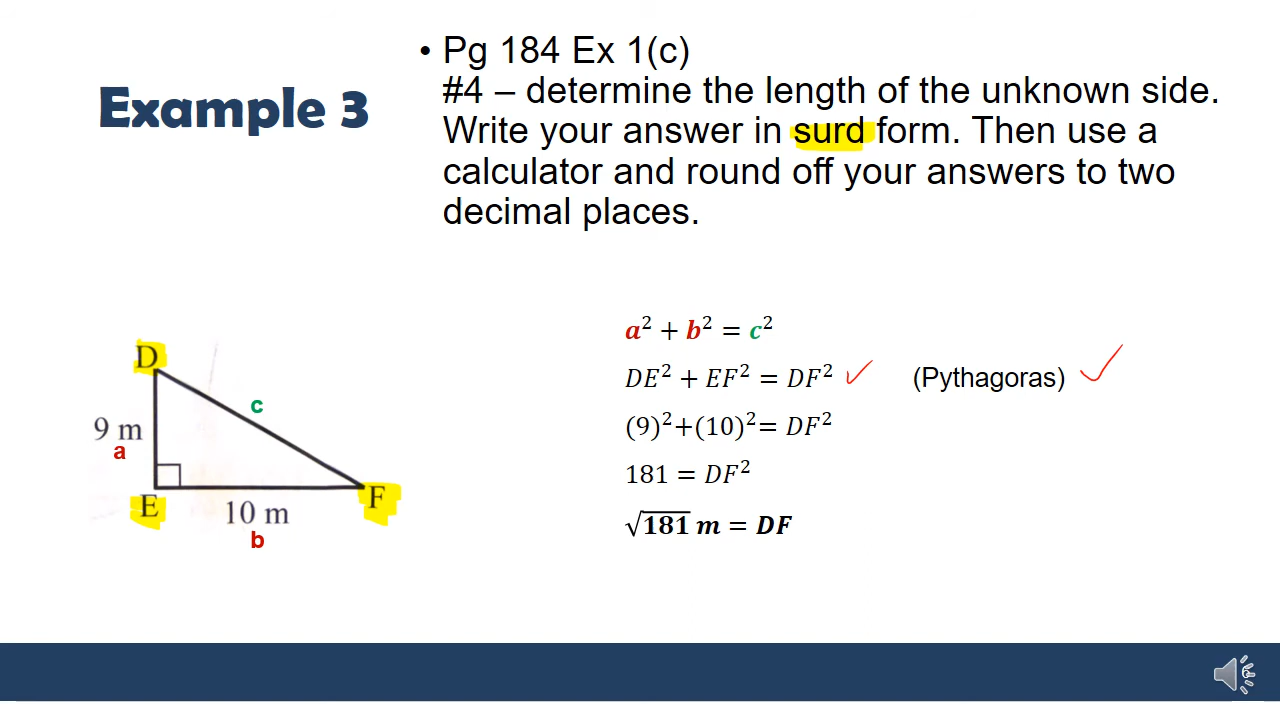 Example 3
• Pg 184 Ex 1(c)
#4 – determine the length of the unknown side.
Write your answer in surd form. Then use a
calculator and round off your answers to two
decimal places.
D
c
9 m
a
E
F
10 m
b
a² + b² = c²
DE² + EF² = DF² ✓ (Pythagoras) ✓
(9)²+(10)²= DF²
181 = DF²
√181 m = DF